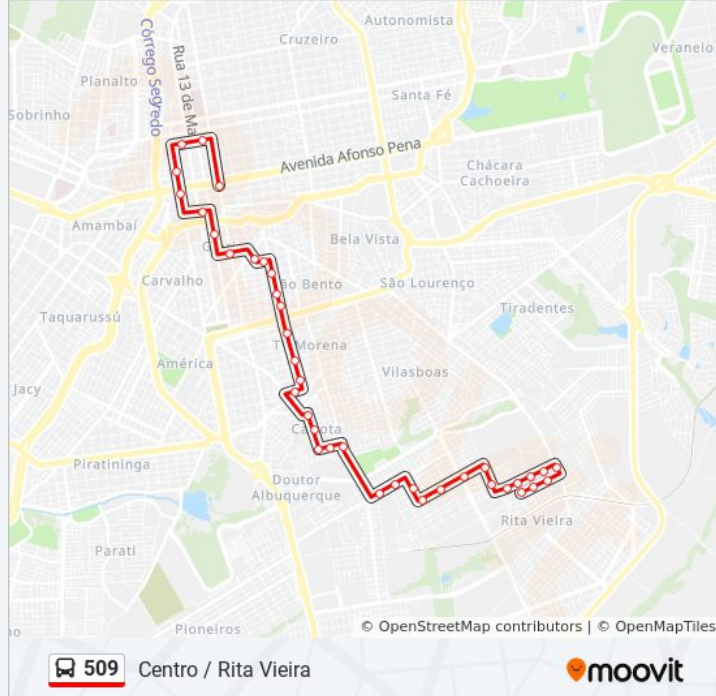 Autonomista
Cruzeiro
Veraneio
Córrego Segredo
Rua 13 de Ma
Planalto
Santa Fé
Sobrinho
Avenida Afonso Pena
Chácara
Cachoeira
Amambaí
Bela Vista
Carvalho
São Lourenço
ão Bento
Tiradentes
Taquarussú
Morena
América
Vilasboas
Jacy
Piratininga
Doutor
Albuquerque
Rita Vieira
Parati
Pioneiros
© OpenStreetMap contributors | © OpenMapTiles
509 Centro / Rita Vieira
moovit